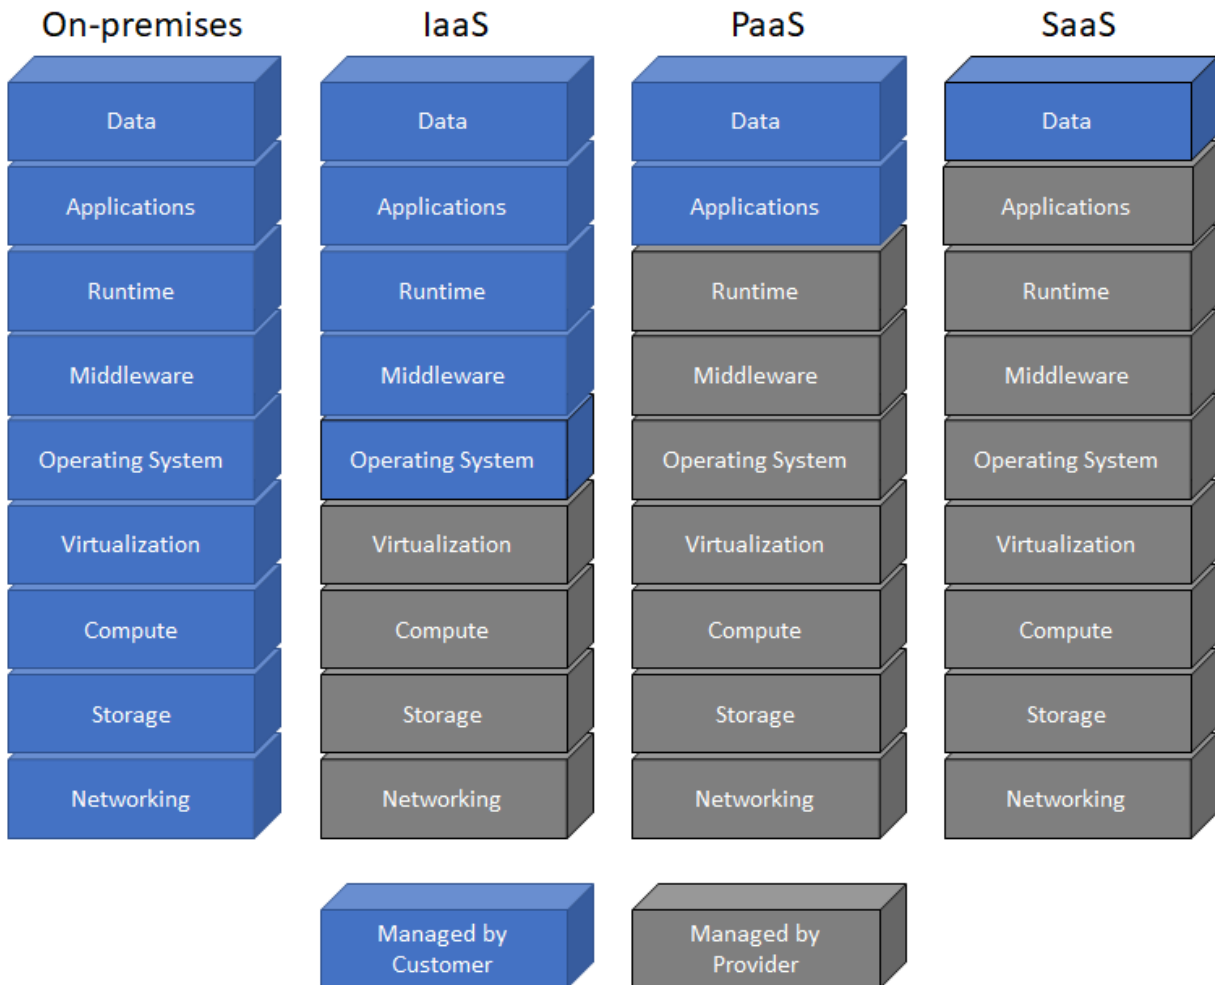 On-premises
IaaS
PaaS
SaaS
Data
Data
Data
Data
Applications
Applications
Applications
Applications
Runtime
Runtime
Runtime
Runtime
Middleware
Middleware
Middleware
Middleware
Operating System
Operating System
Operating System
Operating System
Virtualization
Virtualization
Virtualization
Virtualization
Compute
Compute
Compute
Compute
Storage
Storage
Storage
Storage
Networking
Networking
Networking
Networking
Managed by
Customer
Managed by
Provider